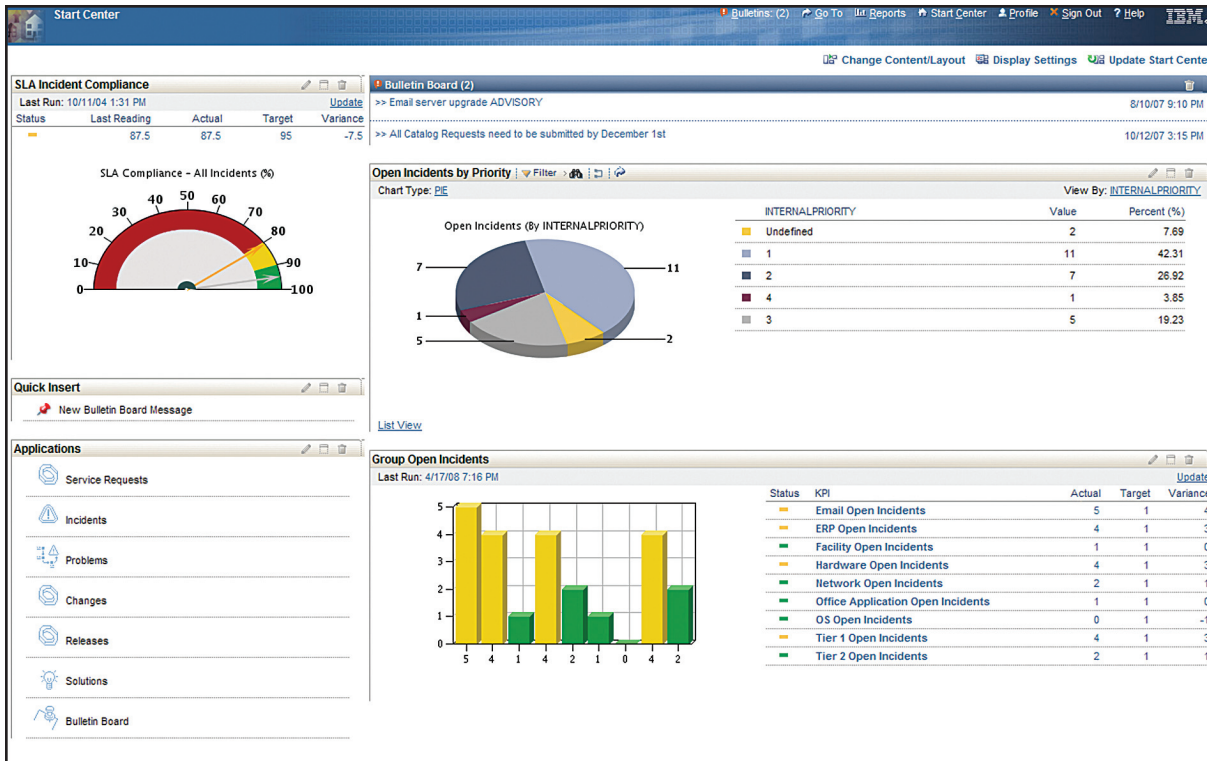 Start Center
Bulletins: (2) Go To Reports Start Center Profile Sign Out ? Help IBM.
Change Content/Layout Display Settings Update Start Cente
SLA Incident Compliance
Last Run: 10/11/04 1:31 PM Update
Status Last Reading Actual Target Variance
87.5 87.5 95 -7.5
SLA Compliance - All Incidents (%)
0 10 20 30 40 50 60 70 80 90 100
Quick Insert
New Bulletin Board Message
Applications
Service Requests
Incidents
Problems
Changes
Releases
Solutions
Bulletin Board
Bulletin Board (2)
>> Email server upgrade ADVISORY 8/10/07 9:10 PM
>> All Catalog Requests need to be submitted by December 1st 10/12/07 3:15 PM
Open Incidents by Priority Filter
Chart Type: PIE View By: INTERNALPRIORITY
Open Incidents (By INTERNALPRIORITY)
7 11
1
5 2
INTERNALPRIORITY Value Percent (%)
Undefined 2 7.69
1 11 42.31
2 7 26.92
4 1 3.85
3 5 19.23
List View
Group Open Incidents
Last Run: 4/17/08 7:16 PM Update
5
4
3
2
1
0
5 4 1 4 2 1 0 4 2
Status KPI Actual Target Variance
Email Open Incidents 5 1 4
ERP Open Incidents 4 1 3
Facility Open Incidents 1 1 0
Hardware Open Incidents 4 1 3
Network Open Incidents 2 1 1
Office Application Open Incidents 1 1 0
OS Open Incidents 0 1 -1
Tier 1 Open Incidents 4 1 3
Tier 2 Open Incidents 2 1 1